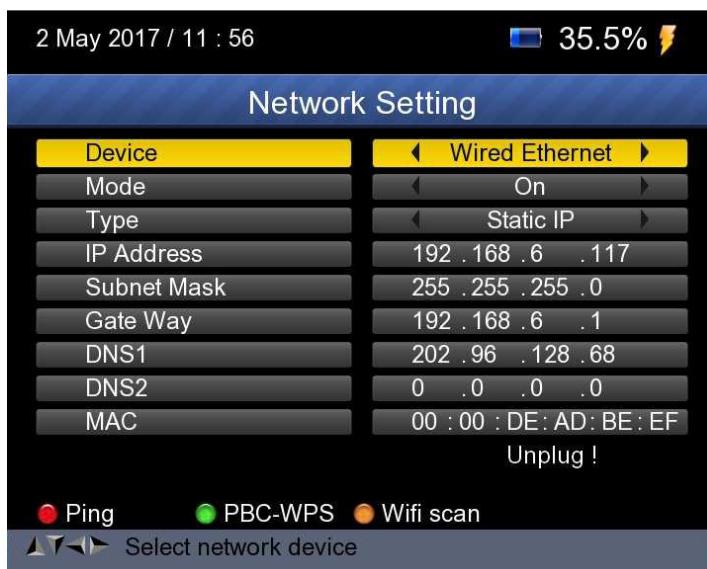 2 May 2017 / 11 : 56 35.5%
Network Setting
Device Wired Ethernet
Mode On
Type Static IP
IP Address 192 .168 .6 .117
Subnet Mask 255 .255 .255 .0
Gate Way 192 .168 .6 .1
DNS1 202 .96 .128 .68
DNS2 0 .0 .0 .0
MAC 00 : 00 : DE: AD: BE: EF
Unplug !
Ping PBC-WPS Wifi scan
Select network device